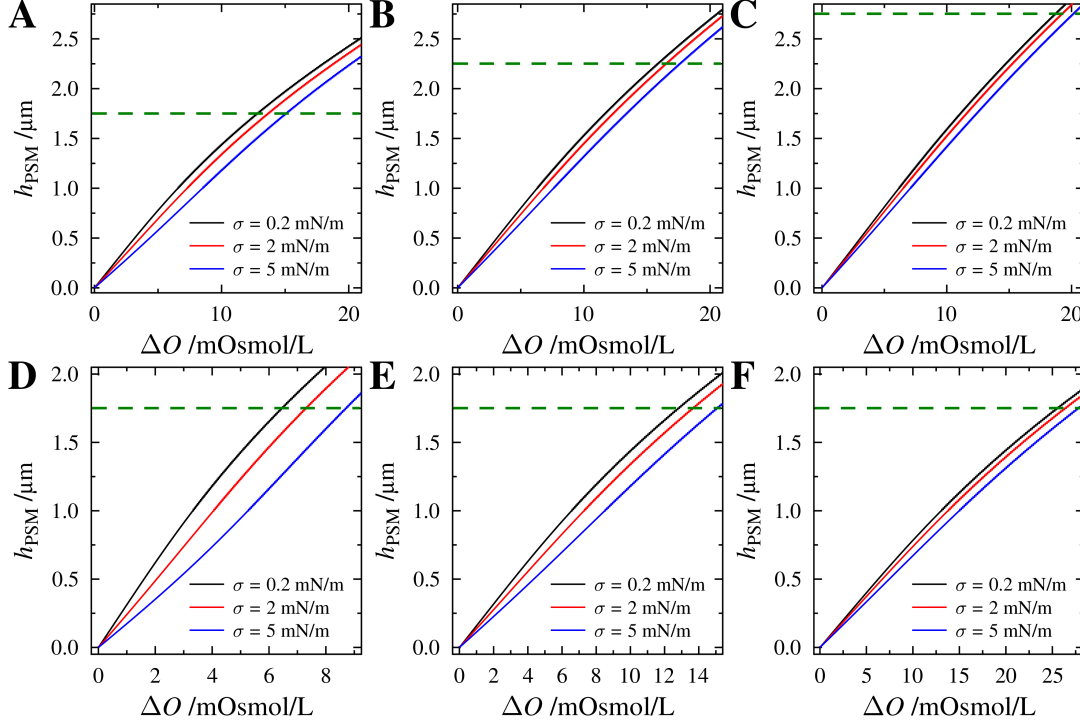 A
h_PSM /µm
2.5
2.0
1.5
1.0
0.5
0.0
σ = 0.2 mN/m
σ = 2 mN/m
σ = 5 mN/m
0 10 20
ΔO /mOsmol/L
B
h_PSM /µm
2.5
2.0
1.5
1.0
0.5
0.0
σ = 0.2 mN/m
σ = 2 mN/m
σ = 5 mN/m
0 10 20
ΔO /mOsmol/L
C
h_PSM /µm
2.5
2.0
1.5
1.0
0.5
0.0
σ = 0.2 mN/m
σ = 2 mN/m
σ = 5 mN/m
0 10 20
ΔO /mOsmol/L
D
h_PSM /µm
2.0
1.5
1.0
0.5
0.0
σ = 0.2 mN/m
σ = 2 mN/m
σ = 5 mN/m
0 2 4 6 8
ΔO /mOsmol/L
E
h_PSM /µm
2.0
1.5
1.0
0.5
0.0
σ = 0.2 mN/m
σ = 2 mN/m
σ = 5 mN/m
0 2 4 6 8 10 12 14
ΔO /mOsmol/L
F
h_PSM /µm
2.0
1.5
1.0
0.5
0.0
σ = 0.2 mN/m
σ = 2 mN/m
σ = 5 mN/m
0 5 10 15 20 25
ΔO /mOsmol/L